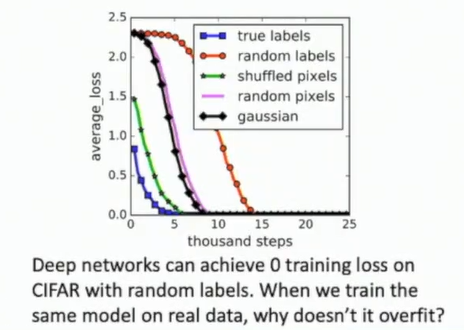 2.5
2.0
1.5
1.0
0.5
0.0
average_loss
true labels
random labels
shuffled pixels
random pixels
gaussian
0 5 10 15 20 25
thousand steps
Deep networks can achieve 0 training loss on
CIFAR with random labels. When we train the
same model on real data, why doesn't it overfit?